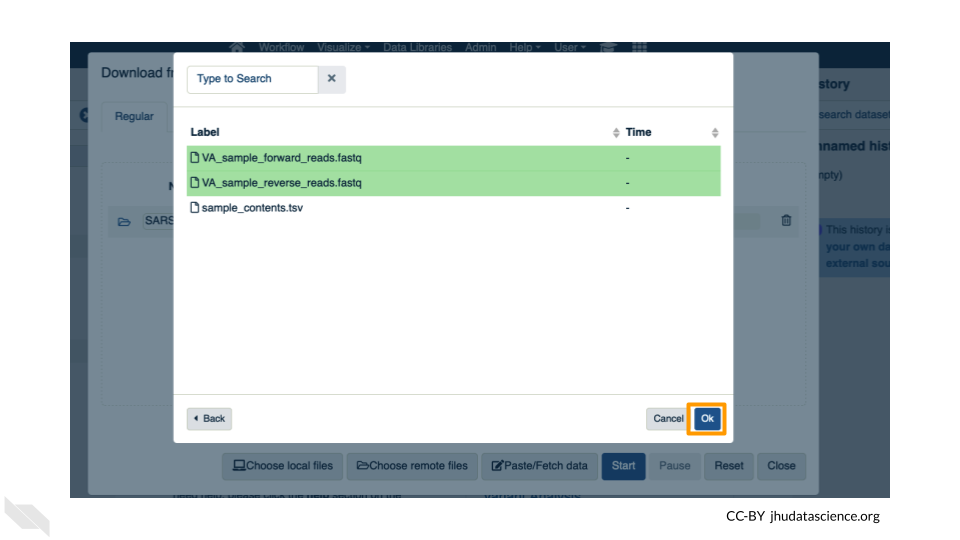 Workflow Visualize Data Libraries Admin Help User
Download fr
Type to Search ×
story
Regular
search dataset
Label Time
nnamed hist
VA_sample_forward_reads.fastq -
VA_sample_reverse_reads.fastq -
sample_contents.tsv -
SARS
This history is
your own da
external sou
Back Cancel Ok
Choose local files Choose remote files Paste/Fetch data Start Pause Reset Close
CC-BY jhudatascience.org